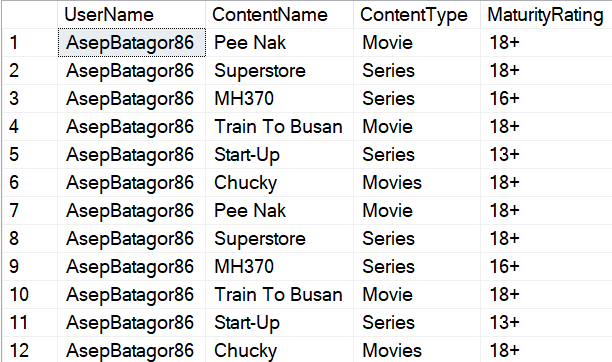 UserName ContentName ContentType MaturityRating
1 AsepBatagor86 Pee Nak Movie 18+
2 AsepBatagor86 Superstore Series 18+
3 AsepBatagor86 MH370 Series 16+
4 AsepBatagor86 Train To Busan Movie 18+
5 AsepBatagor86 Start-Up Series 13+
6 AsepBatagor86 Chucky Movies 18+
7 AsepBatagor86 Pee Nak Movie 18+
8 AsepBatagor86 Superstore Series 18+
9 AsepBatagor86 MH370 Series 16+
10 AsepBatagor86 Train To Busan Movie 18+
11 AsepBatagor86 Start-Up Series 13+
12 AsepBatagor86 Chucky Movies 18+